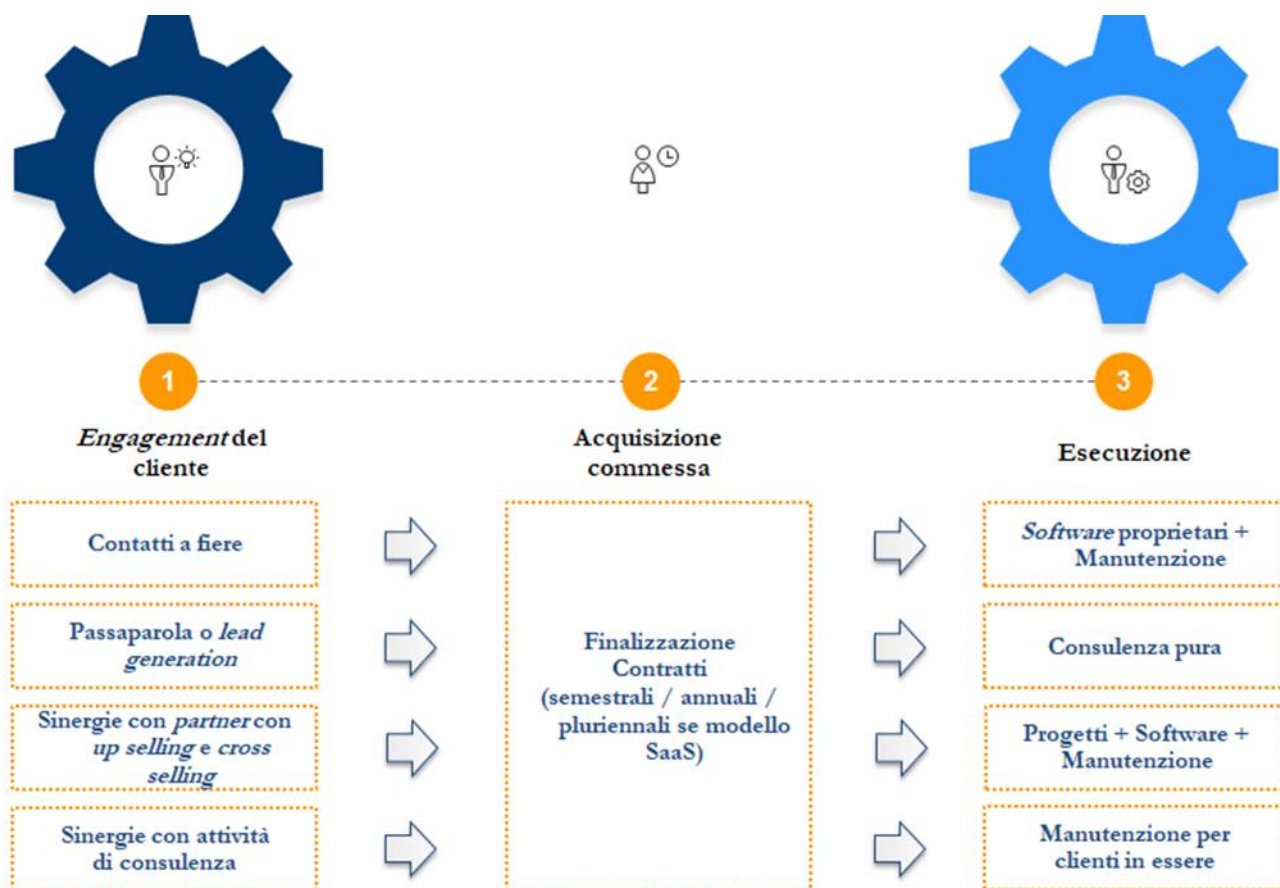 1
2
3
Engagement del
cliente
Acquisizione
commessa
Esecuzione
Contatti a fiere
Passaparola o lead
generation
Sinergie con partner con
up selling e cross
selling
Sinergie con attività
di consulenza
Finalizzazione
Contratti
(semestrali / annuali /
pluriennali se modello
SaaS)
Software proprietari +
Manutenzione
Consulenza pura
Progetti + Software +
Manutenzione
Manutenzione per
clienti in essere